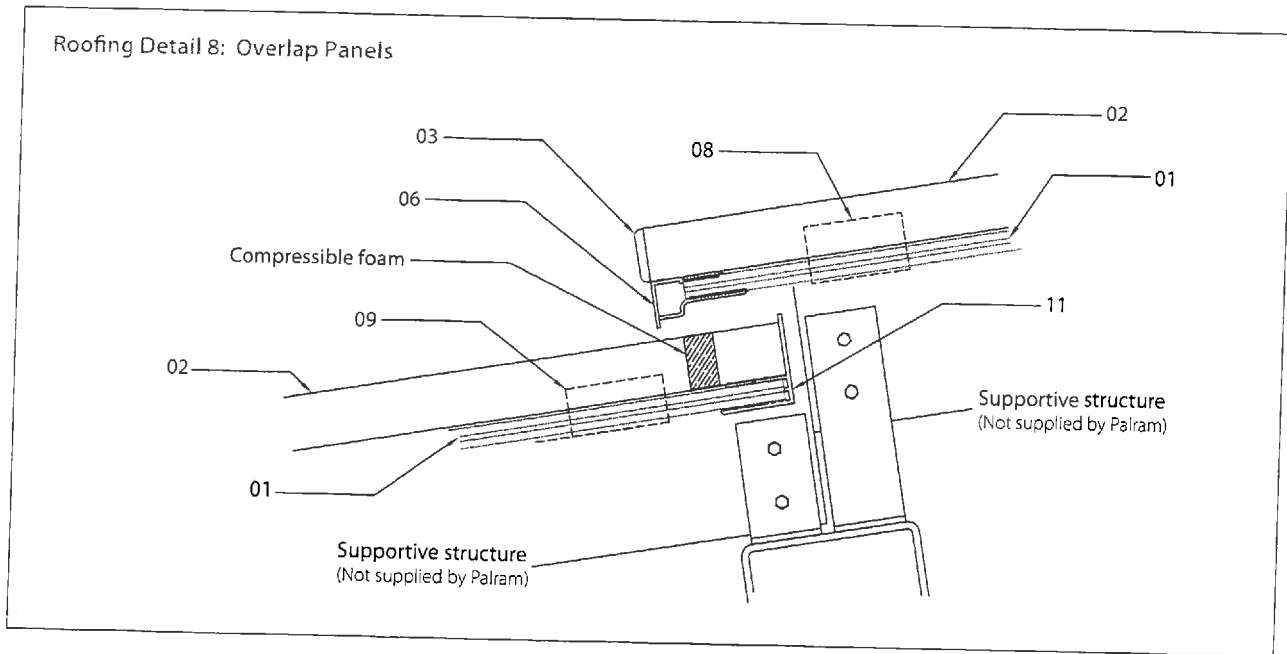 Roofing Detail 8: Overlap Panels
02
03
08
01
06
Compressible foam
11
09
02
Supportive structure
(Not supplied by Palram)
01
Supportive structure
(Not supplied by Palram)